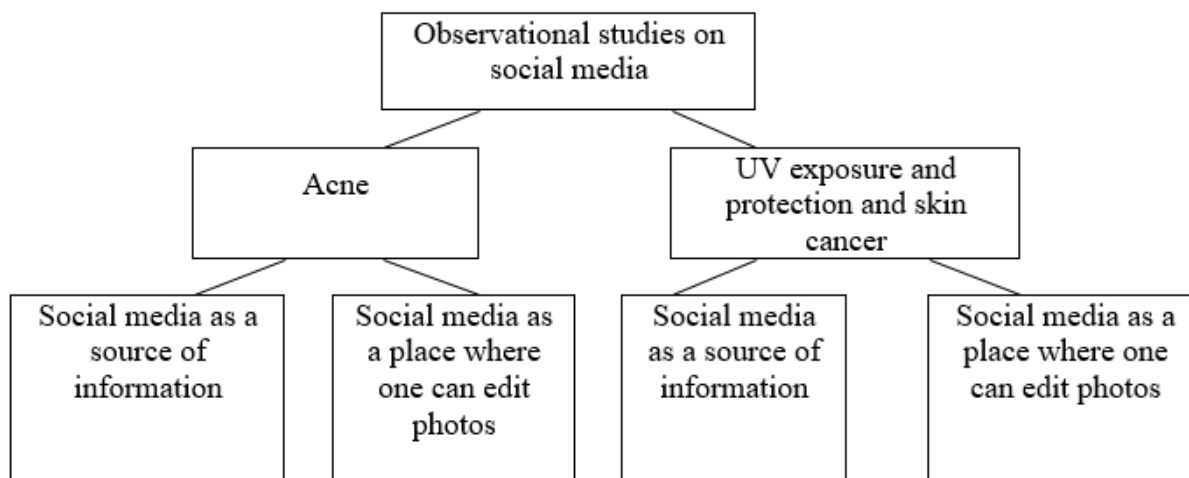 Observational studies on
social media
Acne
UV exposure and
protection and skin
cancer
Social media as a
source of
information
Social media as
a place where
one can edit
photos
Social media
as a source of
information
Social media as a
place where one
can edit photos